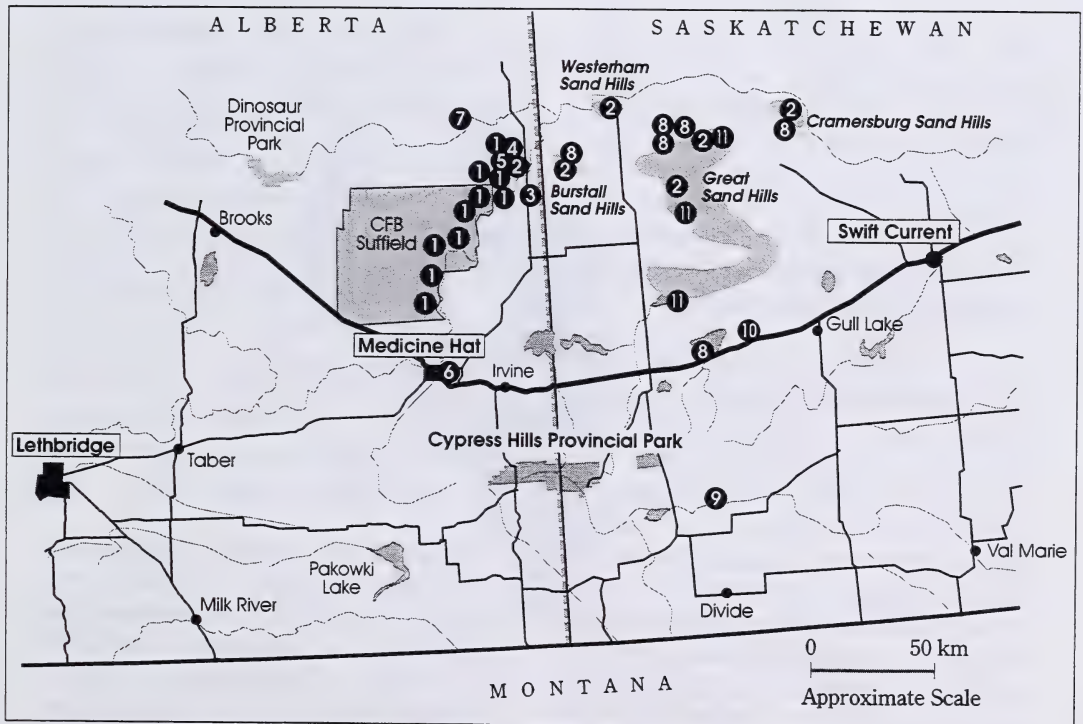 ALBERTA
SASKATCHEWAN
Westerham
Sand Hills
Dinosaur
Provincial
Park
7
2
2
8
Cramersburg Sand Hills
8
8
8
2
11
1
4
5
2
1
1
8
2
Burstall
Sand Hills
3
1
1
1
2
Great
Sand Hills
11
Brooks
CFB
Suffield
1
1
1
1
Swift Current
11
Medicine Hat
6
Irvine
8
10
Gull Lake
Lethbridge
Taber
Cypress Hills Provincial Park
9
Pakowki
Lake
Val Marie
Milk River
Divide
0 50 km
Approximate Scale
MONTANA